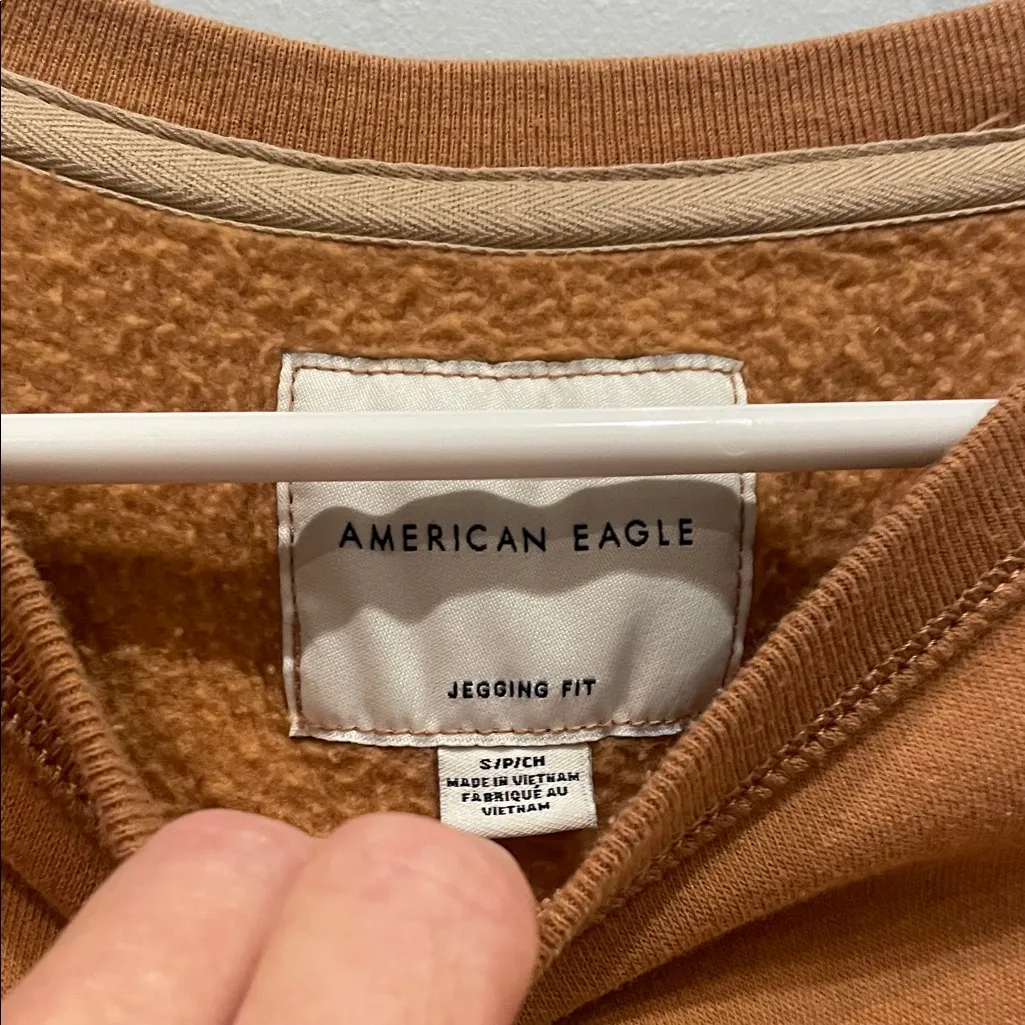 AMERICAN EAGLE
JEGGING FIT
S/P/CH
MADE IN VIETNAM
FABRIQUÉ AU
VIETNAM